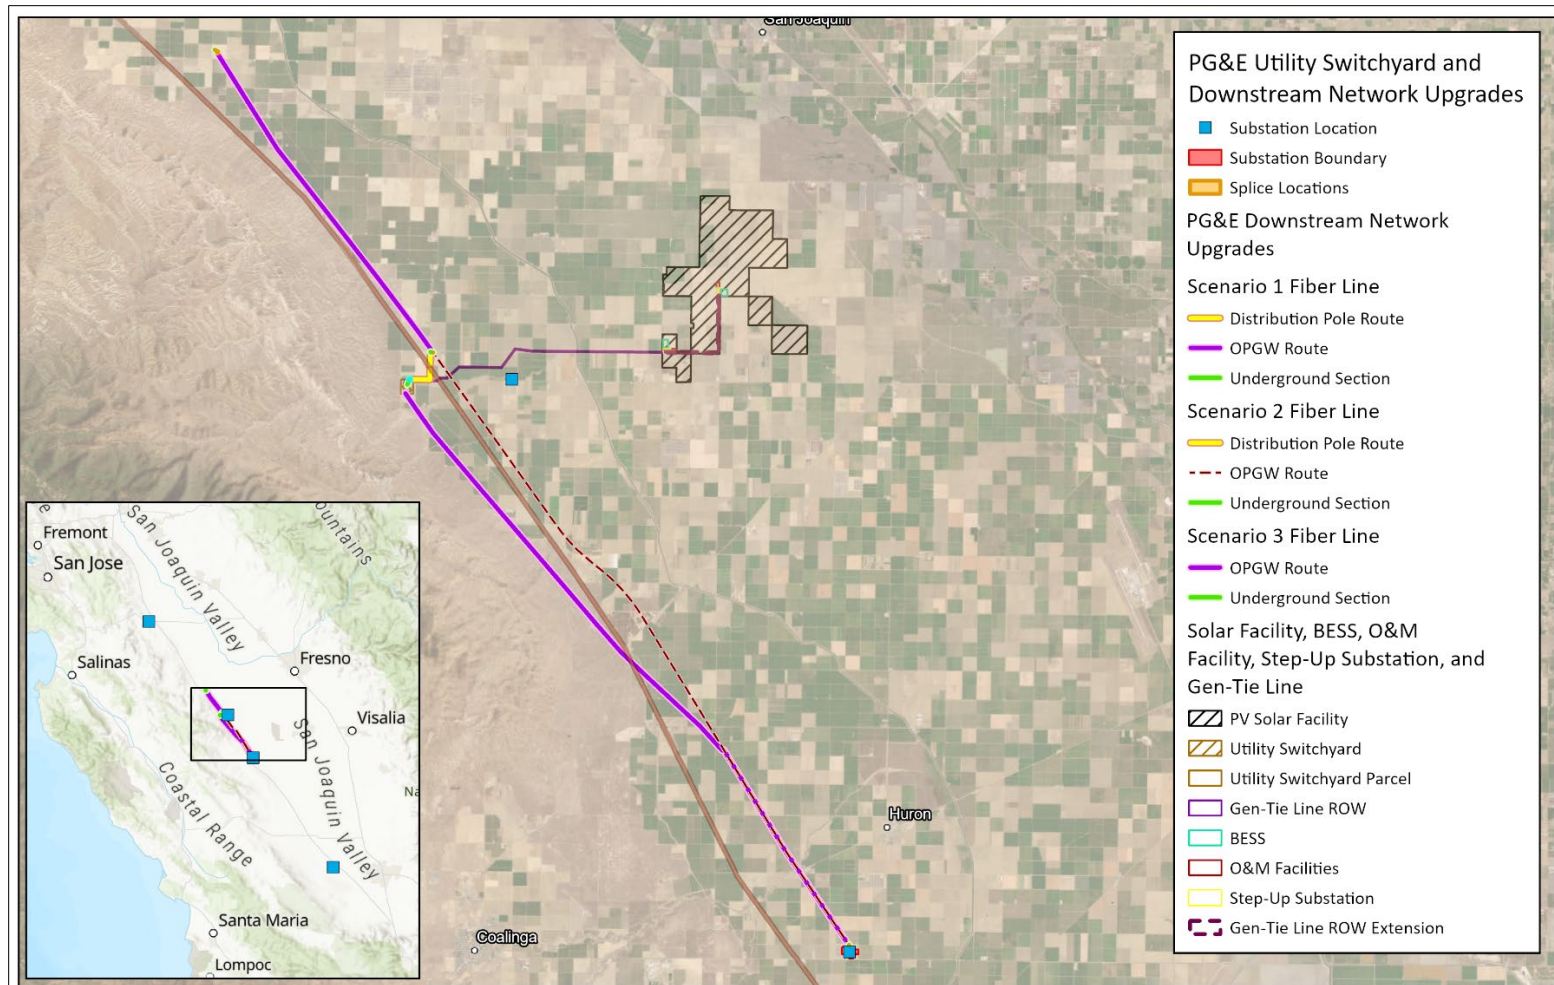 San Joaquin
PG&E Utility Switchyard and
Downstream Network Upgrades
Substation Location
Substation Boundary
Splice Locations
PG&E Downstream Network
Upgrades
Scenario 1 Fiber Line
Distribution Pole Route
OPGW Route
Underground Section
Scenario 2 Fiber Line
Distribution Pole Route
OPGW Route
Underground Section
Scenario 3 Fiber Line
OPGW Route
Underground Section
Solar Facility, BESS, O&M
Facility, Step-Up Substation, and
Gen-Tie Line
PV Solar Facility
Utility Switchyard
Utility Switchyard Parcel
Gen-Tie Line ROW
BESS
O&M Facilities
Step-Up Substation
Gen-Tie Line ROW Extension
Huron
Coalinga
Fremont
San Jose
San Joaquin Valley
ountains
Salinas
Fresno
Visalia
San Joaquin Valley
Na
Coastal Range
Santa Maria
Lompoc